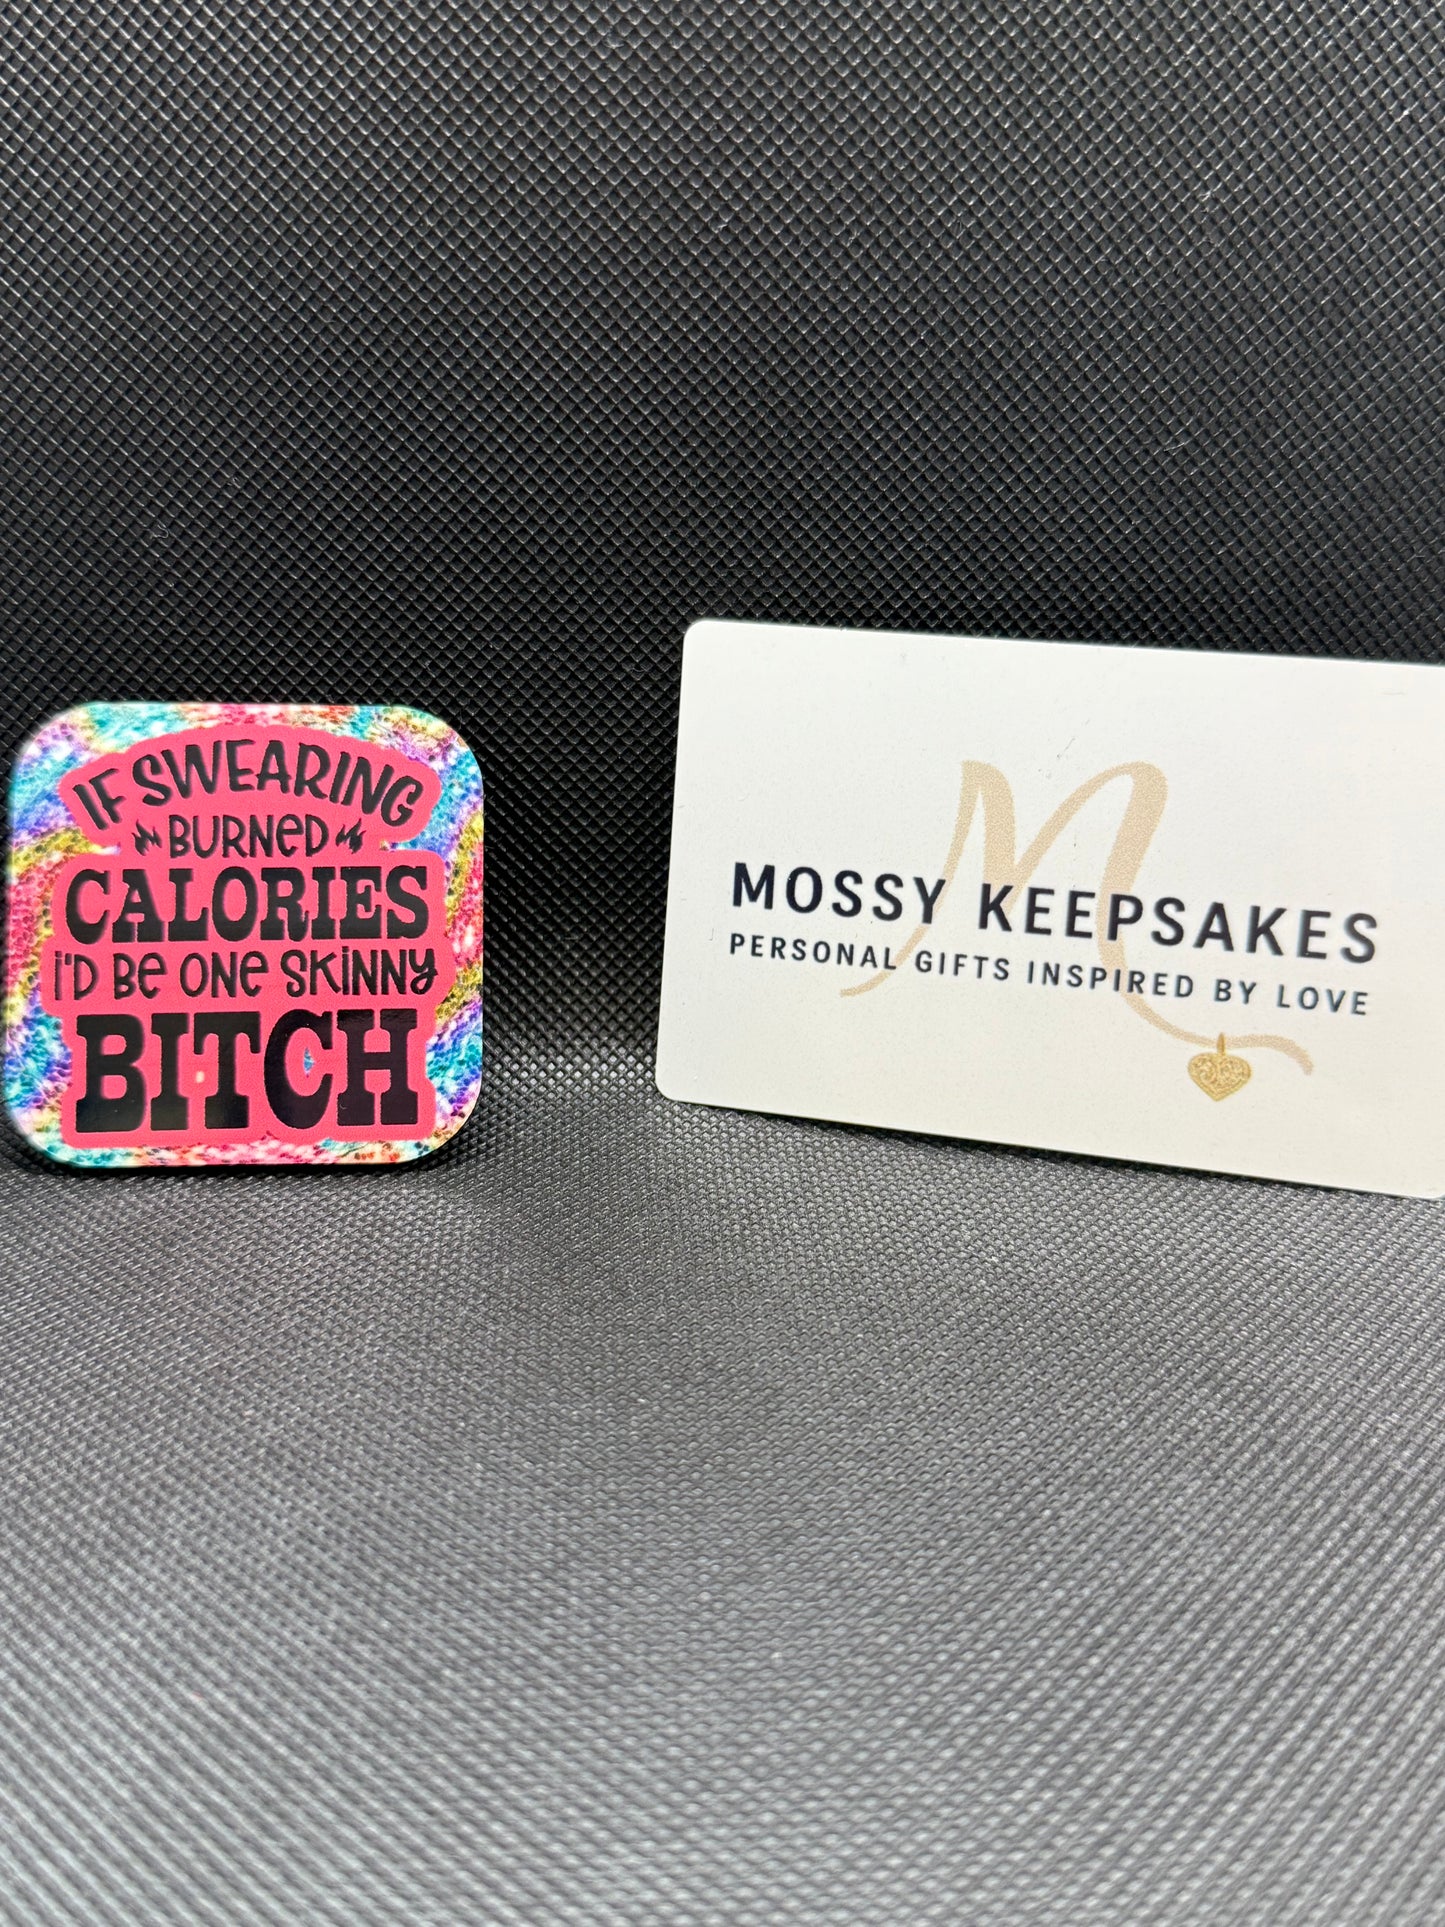 IF SWEARING
BURNED
CALORIES
I'D BE ONE SKINNY
BITCH
M
MOSSY KEEPSAKES
PERSONAL GIFTS INSPIRED BY LOVE